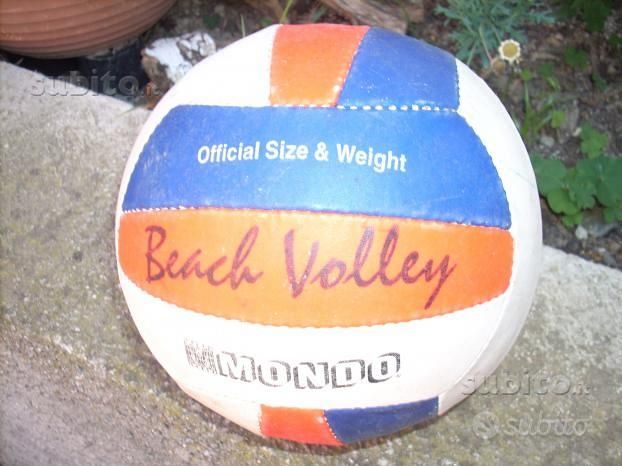 subito.it
Official Size & Weight
Beach Volley
MONDO
subito.it
subito